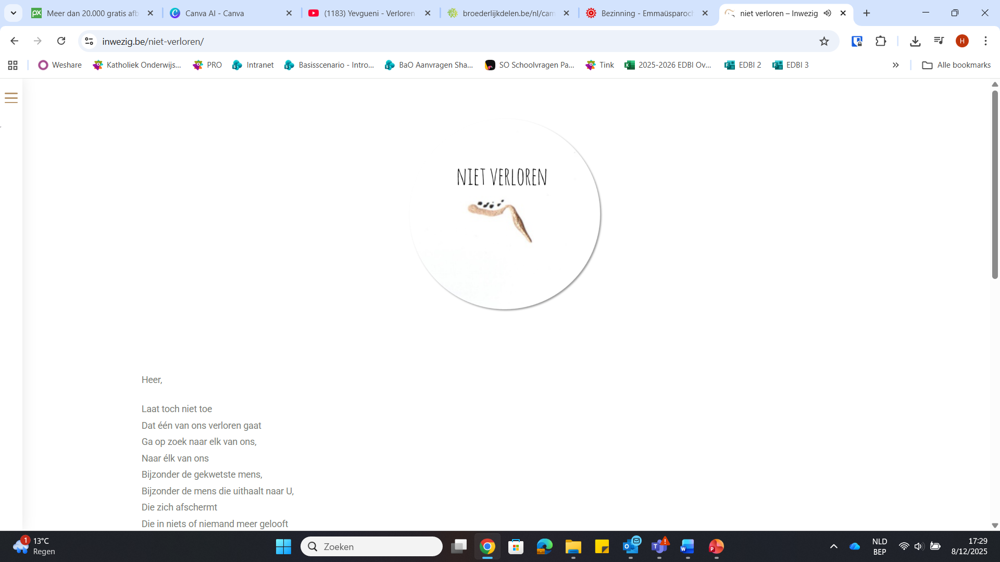 Meer dan 20.000 gratis afb
Canva AI - Canva
(1183) Yevgueni - Verloren
broederlijkdelen.be/nl/cam
Bezinning - Emmaüsparoch
niet verloren – Inwezig
inwezig.be/niet-verloren/
H
Weshare
Katholiek Onderwijs...
PRO
Intranet
Basisscenario - Intro...
BaO Aanvragen Sha...
SO Schoolvragen Pa...
Tink
2025-2026 EDBI Ov...
EDBI 2
EDBI 3
Alle bookmarks
NIET VERLOREN
Heer,
Laat toch niet toe
Dat één van ons verloren gaat
Ga op zoek naar elk van ons,
Naar élk van ons
Bijzonder de gekwetste mens,
Bijzonder de mens die uithaalt naar U,
Die zich afschermt
Die in niets of niemand meer gelooft
1
13°C
Regen
Zoeken
NLD
BEP
17:29
8/12/2025